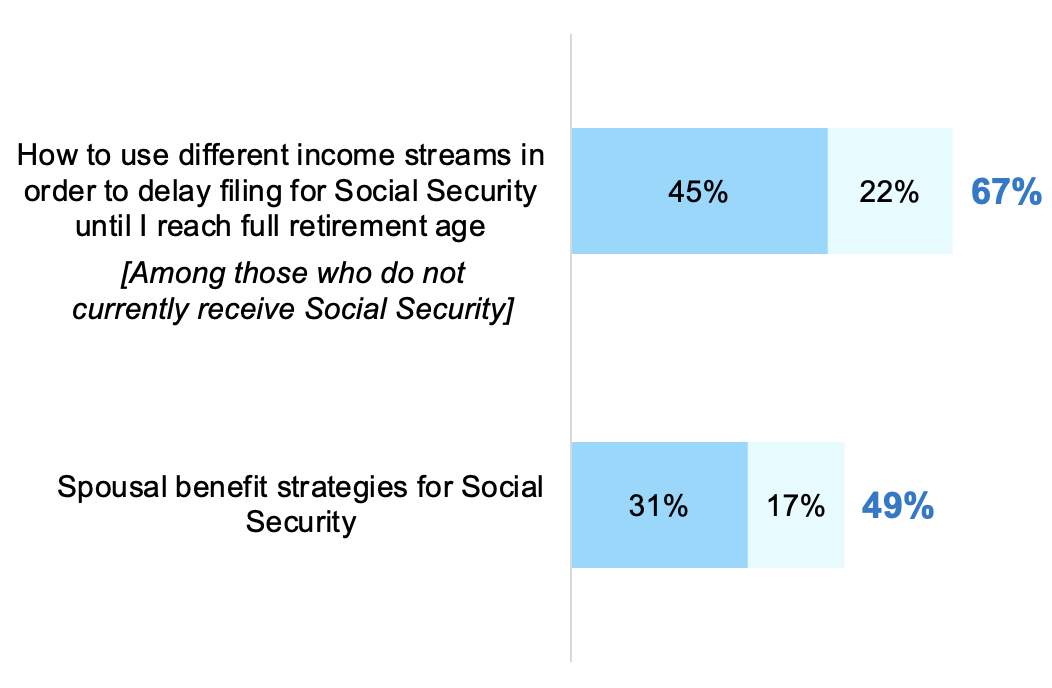 How to use different income streams in
order to delay filing for Social Security
until I reach full retirement age
[Among those who do not
currently receive Social Security]
45% 22% 67%
Spousal benefit strategies for Social
Security
31% 17% 49%